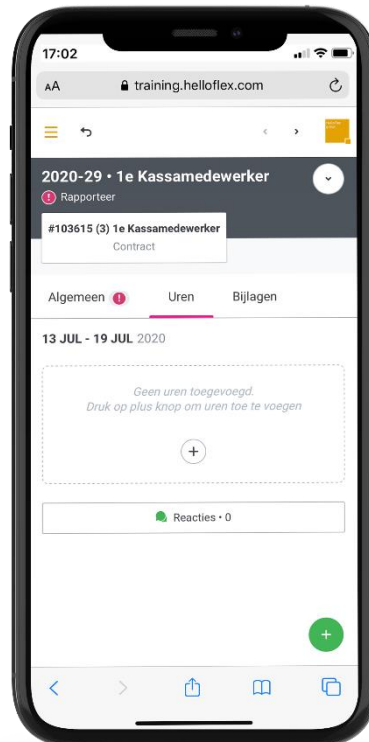 17:02
AA training.helloflex.com
2020-29 • 1e Kassamedewerker
! Rapporteer
#103615 (3) 1e Kassamedewerker
Contract
Algemeen ! Uren Bijlagen
13 JUL - 19 JUL 2020
Geen uren toegevoegd.
Druk op plus knop om uren toe te voegen
+
Reacties • 0
+